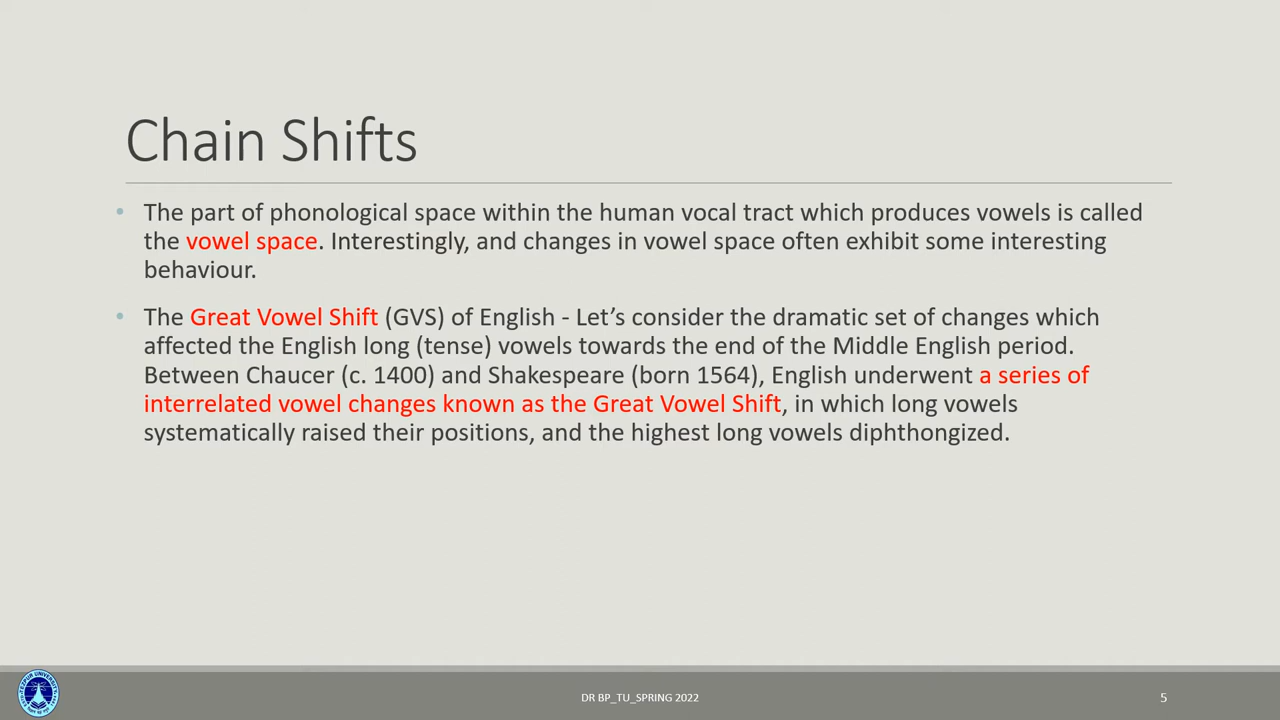 Chain Shifts
• The part of phonological space within the human vocal tract which produces vowels is called
the vowel space. Interestingly, and changes in vowel space often exhibit some interesting
behaviour.
• The Great Vowel Shift (GVS) of English - Let’s consider the dramatic set of changes which
affected the English long (tense) vowels towards the end of the Middle English period.
Between Chaucer (c. 1400) and Shakespeare (born 1564), English underwent a series of
interrelated vowel changes known as the Great Vowel Shift, in which long vowels
systematically raised their positions, and the highest long vowels diphthongized.
DR BP_TU_SPRING 2022
5